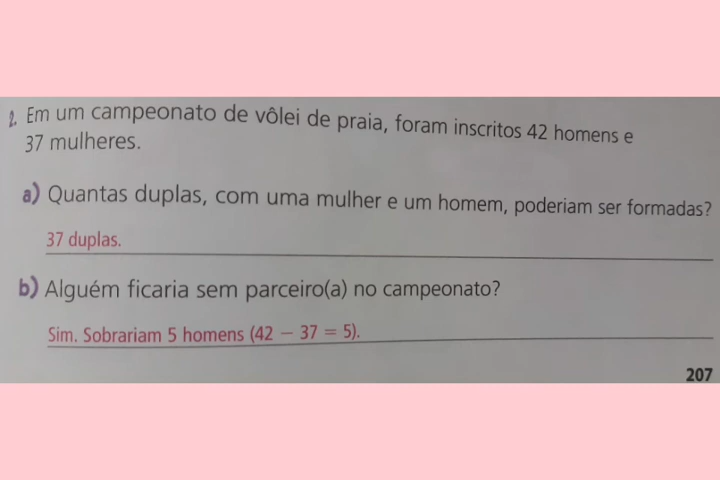 2. Em um campeonato de vôlei de praia, foram inscritos 42 homens e
37 mulheres.
a) Quantas duplas, com uma mulher e um homem, poderiam ser formadas?
37 duplas.
b) Alguém ficaria sem parceiro(a) no campeonato?
Sim. Sobrariam 5 homens (42 – 37 = 5).
207